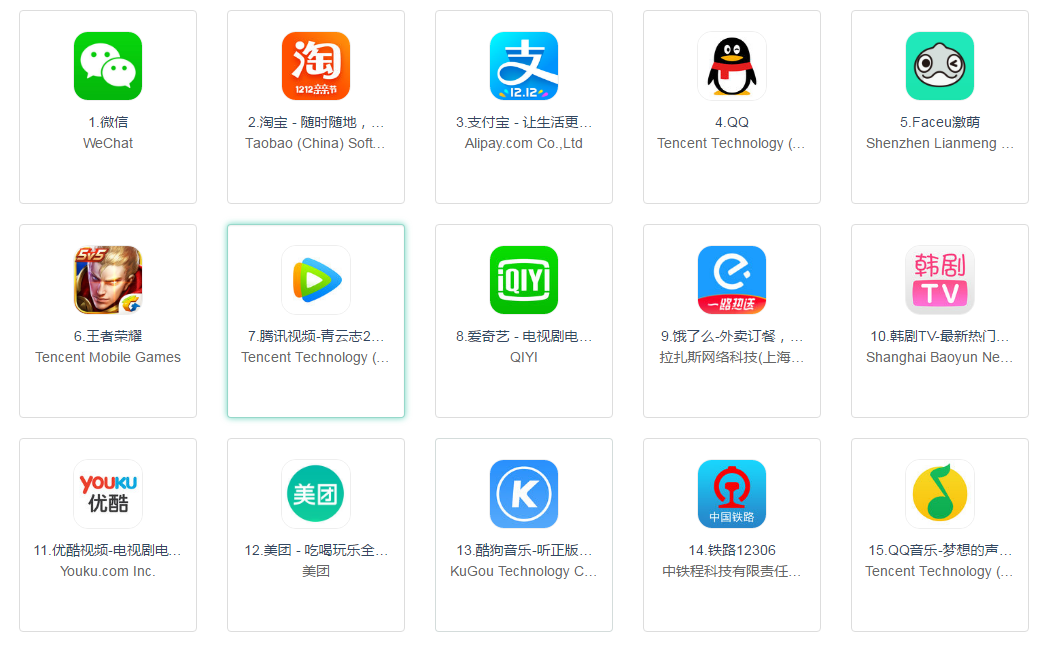 淘
1212亲亲节
支
12.12
1.微信
WeChat
2.淘宝 - 随时随地，...
Taobao (China) Soft...
3.支付宝 - 让生活更...
Alipay.com Co.,Ltd
4.QQ
Tencent Technology (...
5.Faceu激萌
Shenzhen Lianmeng ...
5v5
iQIYI
一路热送
韩剧
TV
6.王者荣耀
Tencent Mobile Games
7.腾讯视频-青云志2...
Tencent Technology (...
8.爱奇艺 - 电视剧电...
QIYI
9.饿了么-外卖订餐，...
拉扎斯网络科技(上海...
10.韩剧TV-最新热门...
Shanghai Baoyun Ne...
YOUKU
优酷
美团
K
中国铁路
11.优酷视频-电视剧电...
Youku.com Inc.
12.美团 - 吃喝玩乐全...
美团
13.酷狗音乐-听正版...
KuGou Technology C...
14.铁路12306
中铁程科技有限责任...
15.QQ音乐-梦想的声...
Tencent Technology (...